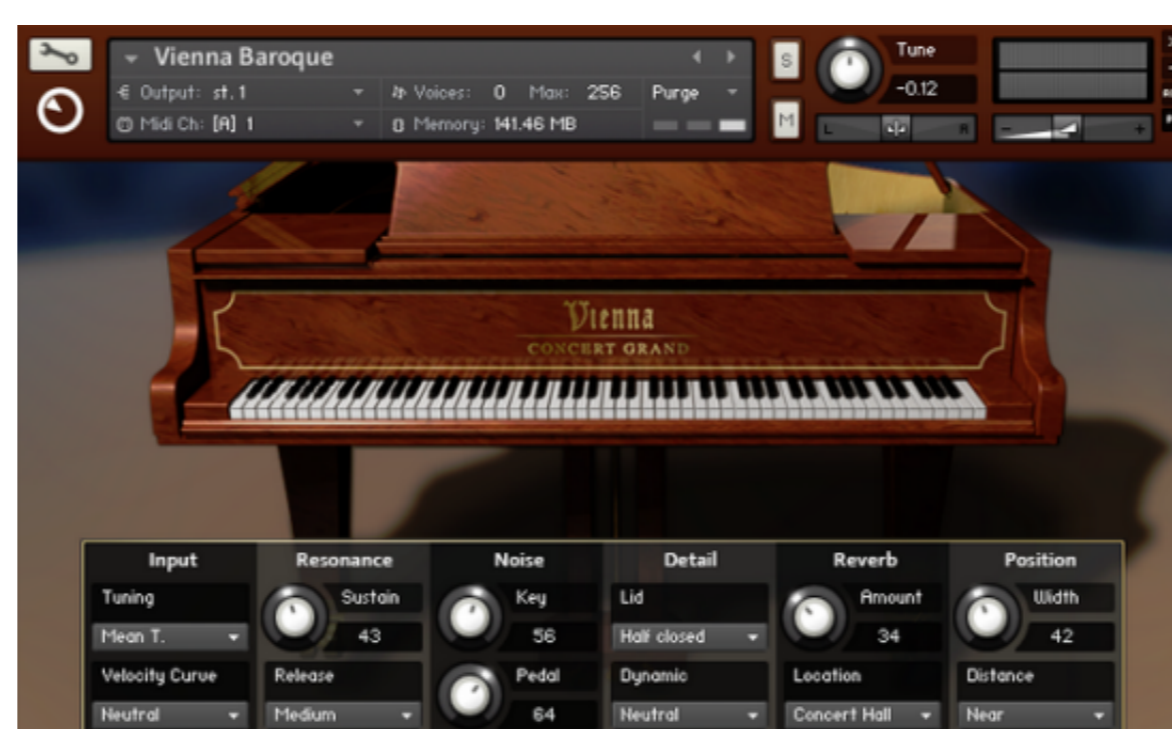 Vienna Baroque
S
Tune
-0.12
Output: st.1
Voices: 0 Max: 256
Purge
Midi Ch: [A] 1
Memory: 141.46 MB
M
L
R
-
+
Vienna
CONCERT GRAND
Input
Resonance
Noise
Detail
Reverb
Position
Tuning
Sustain
Key
Lid
Amount
Width
Mean T.
43
56
Half closed
34
42
Velocity Curve
Release
Pedal
Dynamic
Location
Distance
Neutral
Medium
64
Neutral
Concert Hall
Near